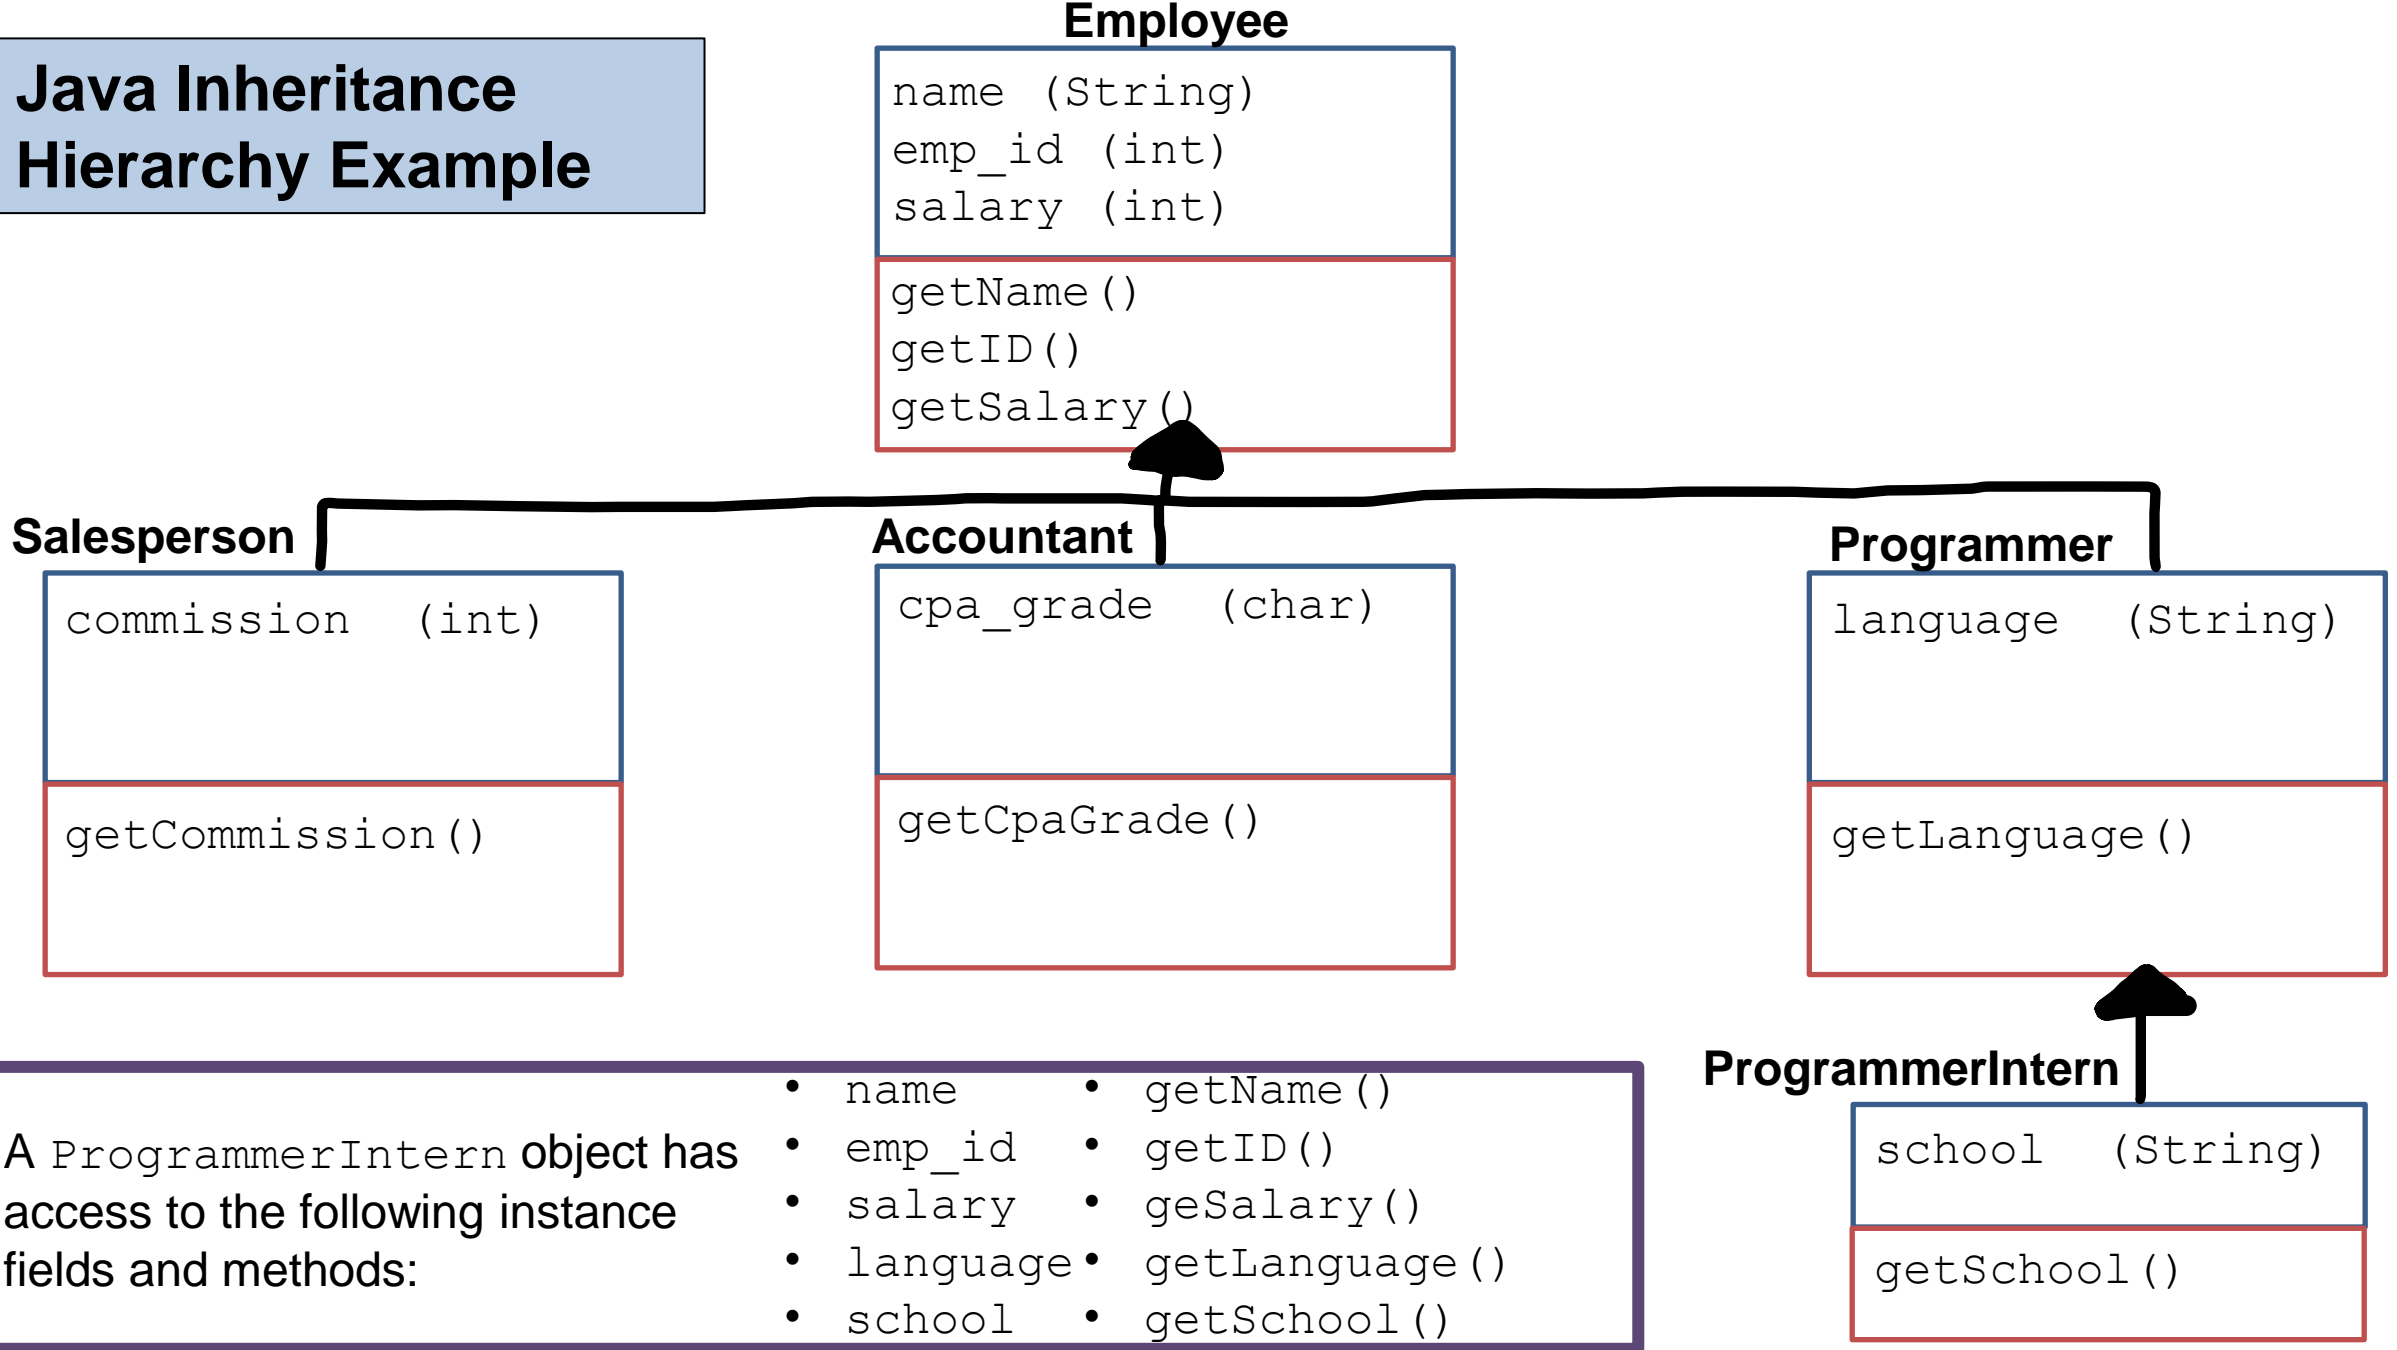 Java Inheritance
Hierarchy Example
Employee
name (String)
emp_id (int)
salary (int)
getName()
getID()
getSalary()
Salesperson
commission (int)
getCommission()
Accountant
cpa_grade (char)
getCpaGrade()
Programmer
language (String)
getLanguage()
ProgrammerIntern
school (String)
getSchool()
A ProgrammerIntern object has
access to the following instance
fields and methods:
• name
• emp_id
• salary
• language
• school
• getName()
• getID()
• geSalary()
• getLanguage()
• getSchool()